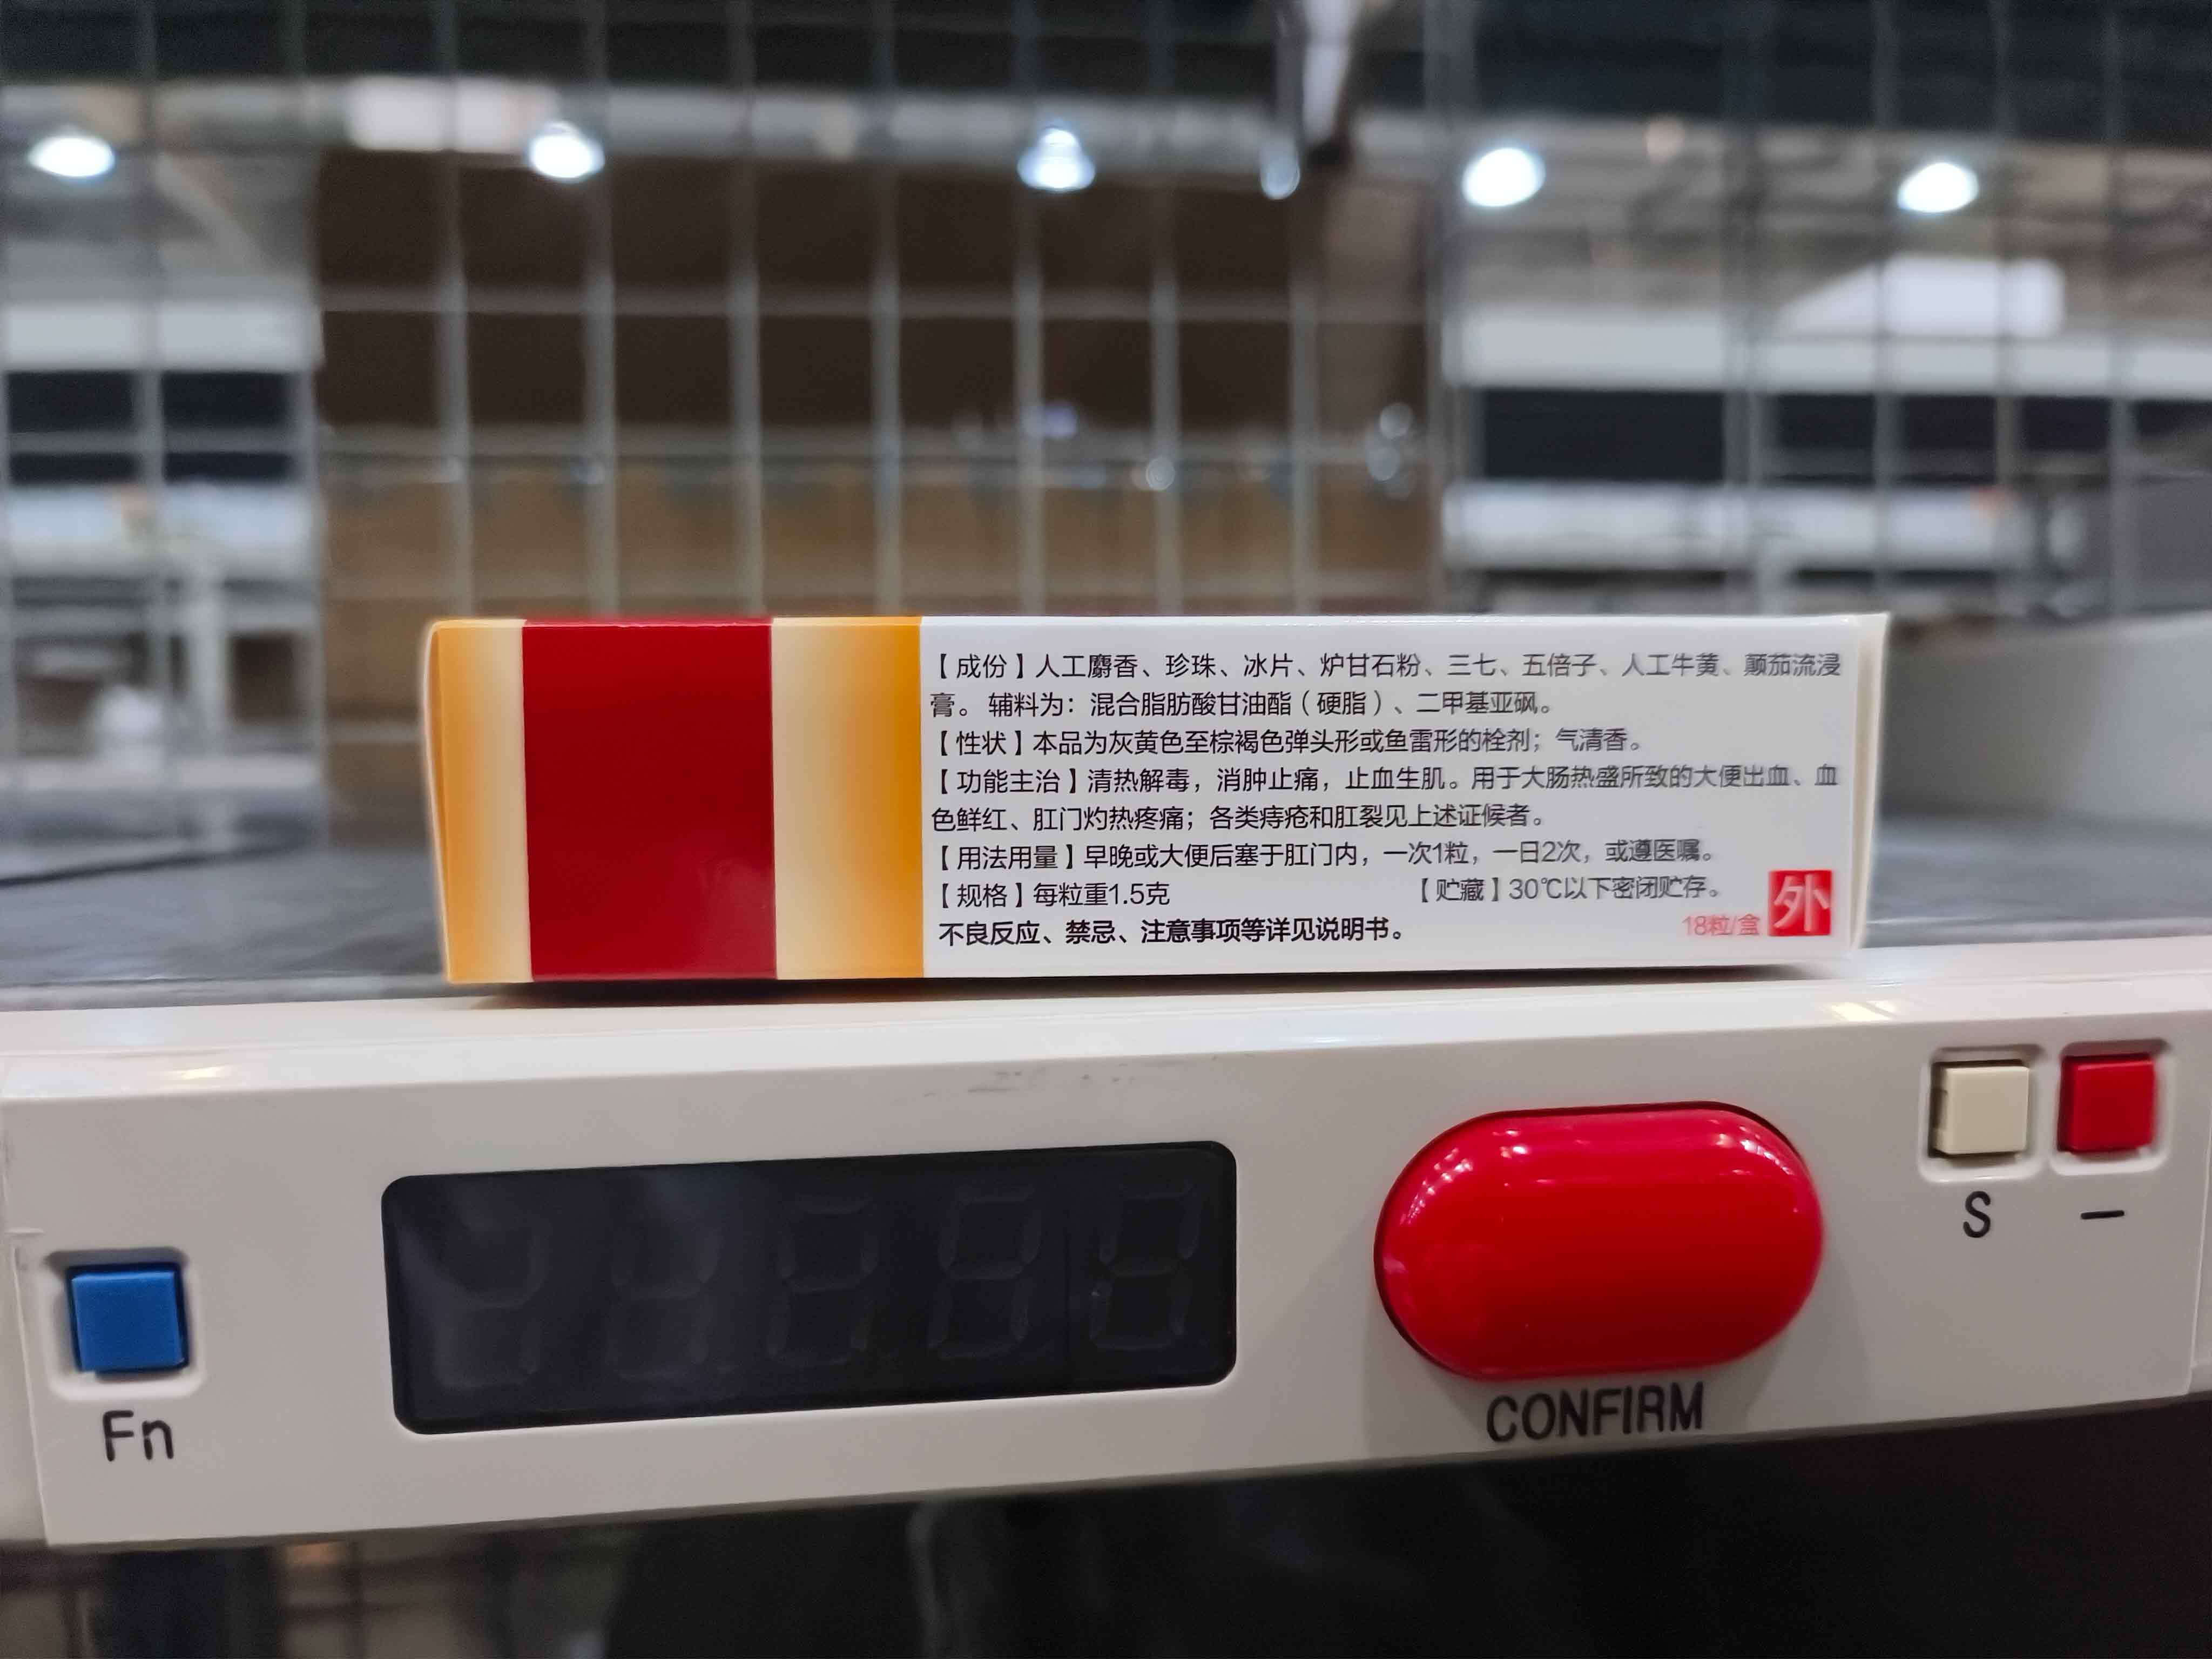 【成份】人工麝香、珍珠、冰片、炉甘石粉、三七、五倍子、人工牛黄、颠茄流浸
膏。辅料为：混合脂肪酸甘油酯（硬脂）、二甲基亚砜。
【性状】本品为灰黄色至棕褐色弹头形或鱼雷形的栓剂；气清香。
【功能主治】清热解毒，消肿止痛，止血生肌。用于大肠热盛所致的大便出血、血
色鲜红、肛门灼热疼痛；各类痔疮和肛裂见上述证候者。
【用法用量】早晚或大便后塞于肛门内，一次1粒，一日2次，或遵医嘱。
【规格】每粒重1.5克 【贮藏】30℃以下密闭贮存。
不良反应、禁忌、注意事项等详见说明书。
18粒/盒 外
S —
Fn
CONFIRM